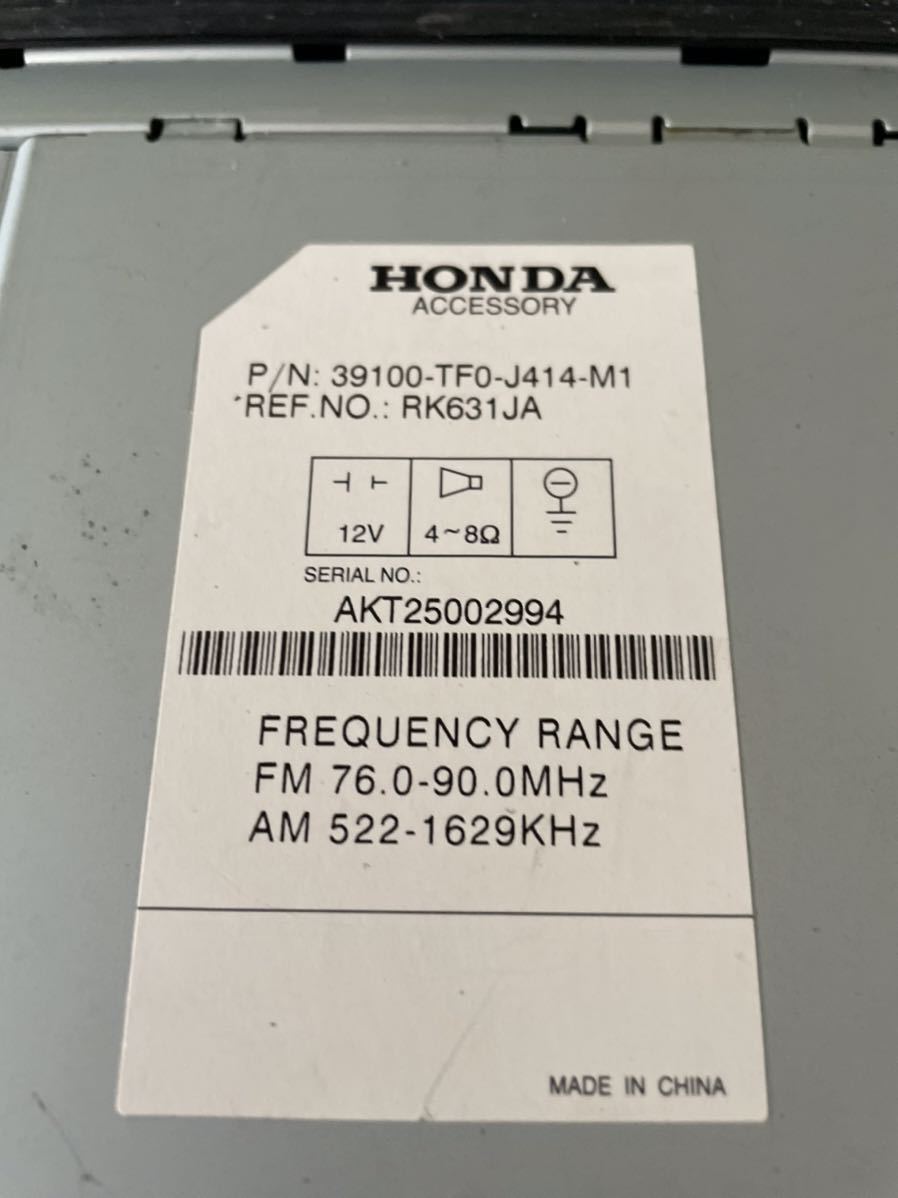 HONDA
ACCESSORY
P/N: 39100-TF0-J414-M1
REF.NO.: RK631JA
12V 4~8Ω
SERIAL NO.:
AKT25002994
FREQUENCY RANGE
FM 76.0-90.0MHz
AM 522-1629KHz
MADE IN CHINA